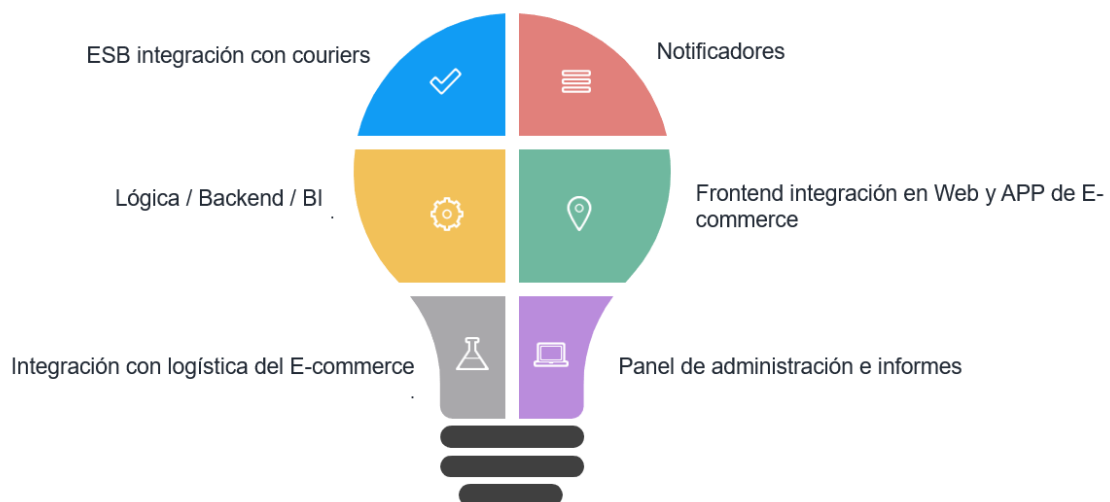 ESB integración con couriers
Notificadores
Lógica / Backend / BI
.
Frontend integración en Web y APP de E-
commerce
Integración con logística del E-commerce
.
Panel de administración e informes